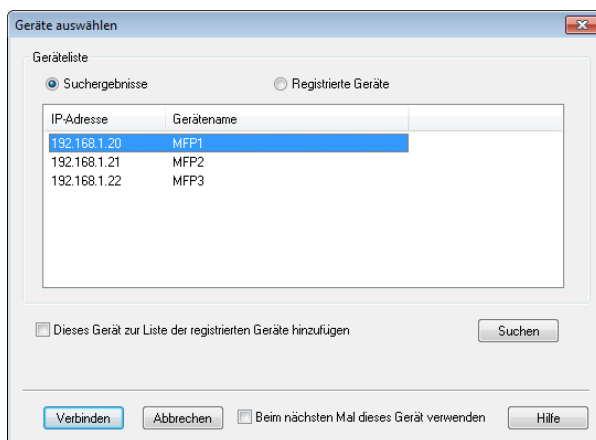 Geräte auswählen
Geräteliste
Suchergebnisse Registrierte Geräte
IP-Adresse Gerätename
192.168.1.20 MFP1
192.168.1.21 MFP2
192.168.1.22 MFP3
Dieses Gerät zur Liste der registrierten Geräte hinzufügen Suchen
Verbinden Abbrechen Beim nächsten Mal dieses Gerät verwenden Hilfe